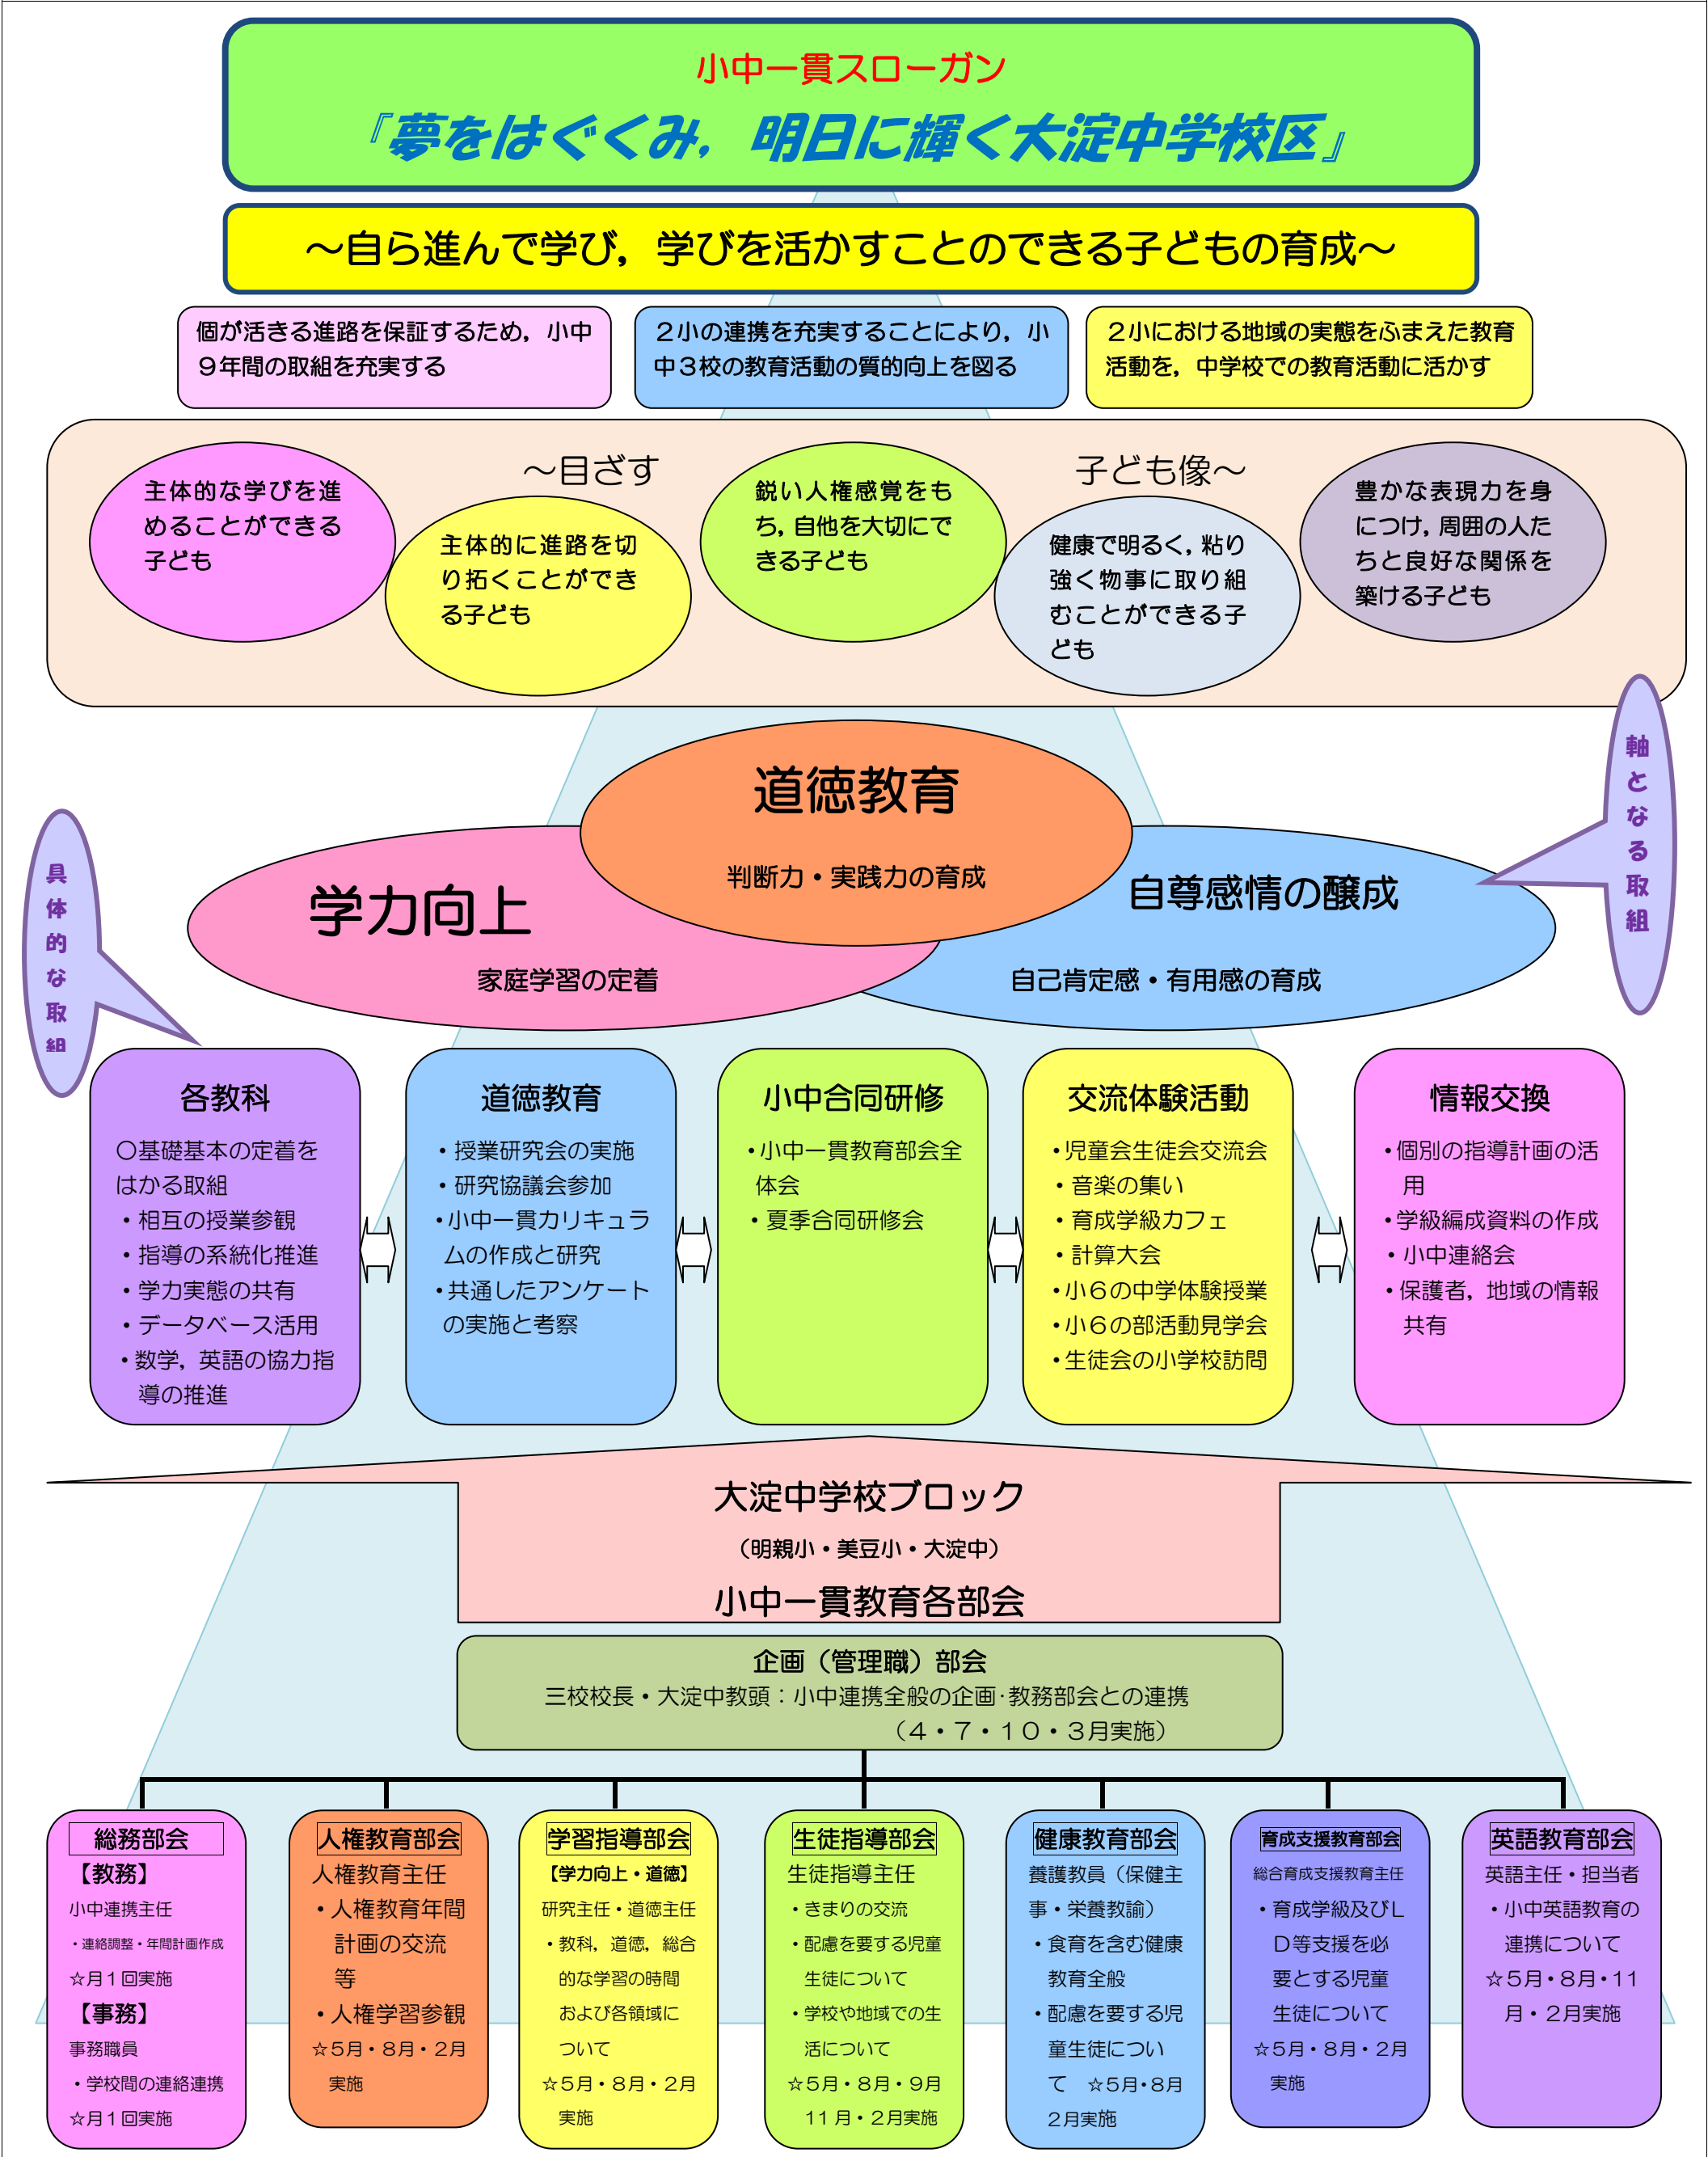 小中一貫スローガン
『夢をはぐくみ，明日に輝く大淀中学校区』
～自ら進んで学び，学びを活かすことのできる子どもの育成～
個が活きる進路を保証するため，小中
９年間の取組を充実する
２小の連携を充実することにより，小
中３校の教育活動の質的向上を図る
２小における地域の実態をふまえた教育
活動を，中学校での教育活動に活かす
～目ざす
子ども像～
主体的な学びを進
めることができる
子ども
主体的に進路を切
り拓くことができ
る子ども
鋭い人権感覚をも
ち，自他を大切にで
きる子ども
健康で明るく，粘り
強く物事に取り組
むことができる子
ども
豊かな表現力を身
につけ，周囲の人た
ちと良好な関係を
築ける子ども
軸となる取組
道徳教育
判断力・実践力の育成
学力向上
家庭学習の定着
自尊感情の醸成
自己肯定感・有用感の育成
具体的な取組
各教科
〇基礎基本の定着を
はかる取組
・相互の授業参観
・指導の系統化推進
・学力実態の共有
・データベース活用
・数学，英語の協力指
導の推進
道徳教育
・授業研究会の実施
・研究協議会参加
・小中一貫カリキュラ
ムの作成と研究
・共通したアンケート
の実施と考察
小中合同研修
・小中一貫教育部会全
体会
・夏季合同研修会
交流体験活動
・児童会生徒会交流会
・音楽の集い
・育成学級カフェ
・計算大会
・小６の中学体験授業
・小６の部活動見学会
・生徒会の小学校訪問
情報交換
・個別の指導計画の活
用
・学級編成資料の作成
・小中連絡会
・保護者，地域の情報
共有
大淀中学校ブロック
（明親小・美豆小・大淀中）
小中一貫教育各部会
企画（管理職）部会
三校校長・大淀中教頭：小中連携全般の企画・教務部会との連携
（４・７・１０・３月実施）
総務部会
【教務】
小中連携主任
・連絡調整・年間計画作成
☆月１回実施
【事務】
事務職員
・学校間の連絡連携
☆月１回実施
人権教育部会
人権教育主任
・人権教育年間
計画の交流
等
・人権学習参観
☆５月・８月・２月
実施
学習指導部会
【学力向上・道徳】
研究主任・道徳主任
・教科，道徳，総合
的な学習の時間
および各領域に
ついて
☆５月・８月・２月
実施
生徒指導部会
生徒指導主任
・きまりの交流
・配慮を要する児童
生徒について
・学校や地域での生
活について
☆５月・８月・９月
11月・２月実施
健康教育部会
養護教員（保健主
事・栄養教諭）
・食育を含む健康
教育全般
・配慮を要する児
童生徒につい
て　☆５月・８月
２月実施
育成支援教育部会
総合育成支援教育主任
・育成学級及びＬ
Ｄ等支援を必
要とする児童
生徒について
☆５月・８月・２月
実施
英語教育部会
英語主任・担当者
・小中英語教育の
連携について
☆５月・８月・11
月・２月実施